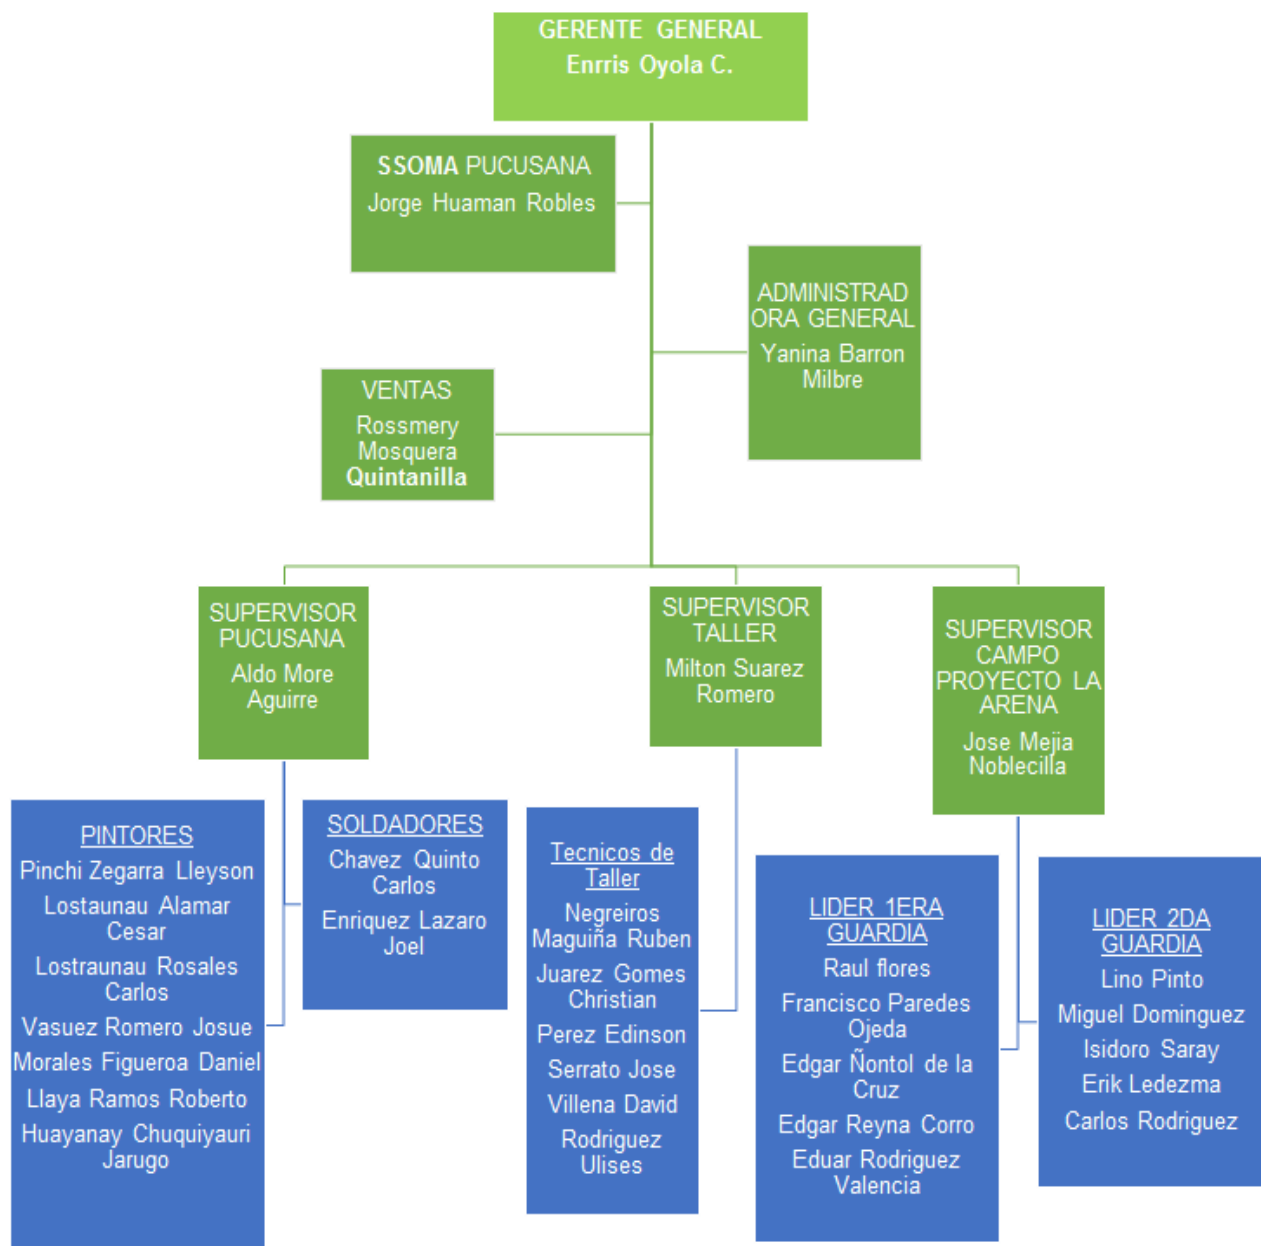 GERENTE GENERAL
Enrris Oyola C.
SSOMA PUCUSANA
Jorge Huaman Robles
ADMINISTRAD
ORA GENERAL
Yanina Barron
Milbre
VENTAS
Rossmery
Mosquera
Quintanilla
SUPERVISOR
PUCUSANA
Aldo More
Aguirre
SUPERVISOR
TALLER
Milton Suarez
Romero
SUPERVISOR
CAMPO
PROYECTO LA
ARENA
Jose Mejia
Noblecilla
PINTORES
Pinchi Zegarra Lleyson
Lostaunau Alamar
Cesar
Lostraunau Rosales
Carlos
Vasuez Romero Josue
Morales Figueroa Daniel
Llaya Ramos Roberto
Huayanay Chuquiyauri
Jarugo
SOLDADORES
Chavez Quinto
Carlos
Enriquez Lazaro
Joel
Tecnicos de
Taller
Negreiros
Maguiña Ruben
Juarez Gomes
Christian
Perez Edinson
Serrato Jose
Villena David
Rodriguez
Ulises
LIDER 1ERA
GUARDIA
Raul flores
Francisco Paredes
Ojeda
Edgar Ñontol de la
Cruz
Edgar Reyna Corro
Eduar Rodriguez
Valencia
LIDER 2DA
GUARDIA
Lino Pinto
Miguel Dominguez
Isidoro Saray
Erik Ledezma
Carlos Rodriguez